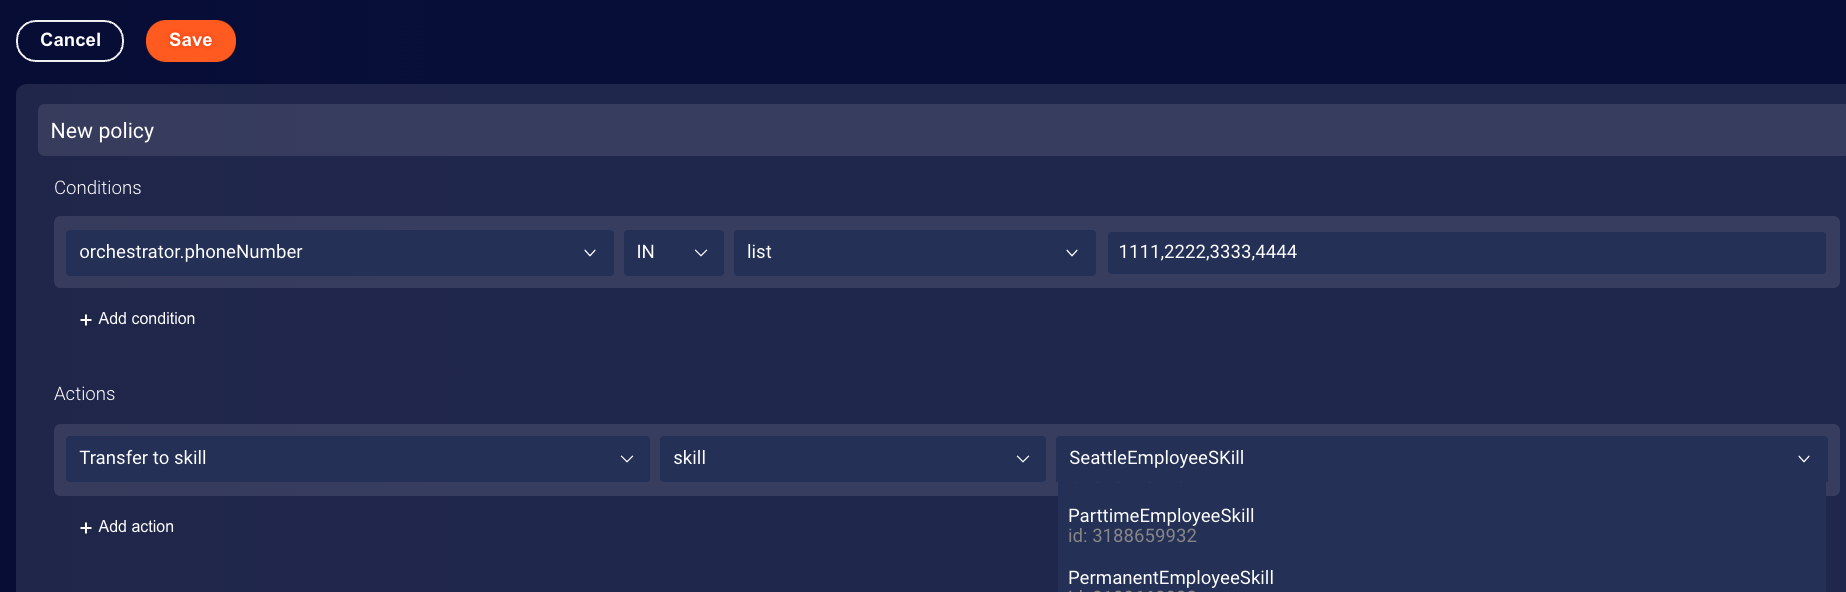 Cancel Save
New policy
Conditions
orchestrator.phoneNumber IN list 1111,2222,3333,4444
+ Add condition
Actions
Transfer to skill skill SeattleEmployeeSKill
+ Add action
ParttimeEmployeeSkill
id: 3188659932
PermanentEmployeeSkill